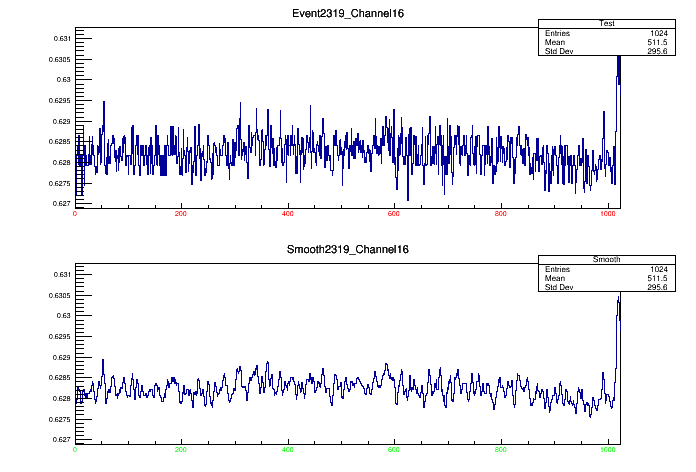 Event2319_Channel16
Test
Entries 1024
Mean 511.5
Std Dev 295.6
0.631
0.6305
0.63
0.6295
0.629
0.6285
0.628
0.6275
0.627
0 200 400 600 800 1000
Smooth2319_Channel16
Smooth
Entries 1024
Mean 511.5
Std Dev 295.6
0.631
0.6305
0.63
0.6295
0.629
0.6285
0.628
0.6275
0.627
0 200 400 600 800 1000